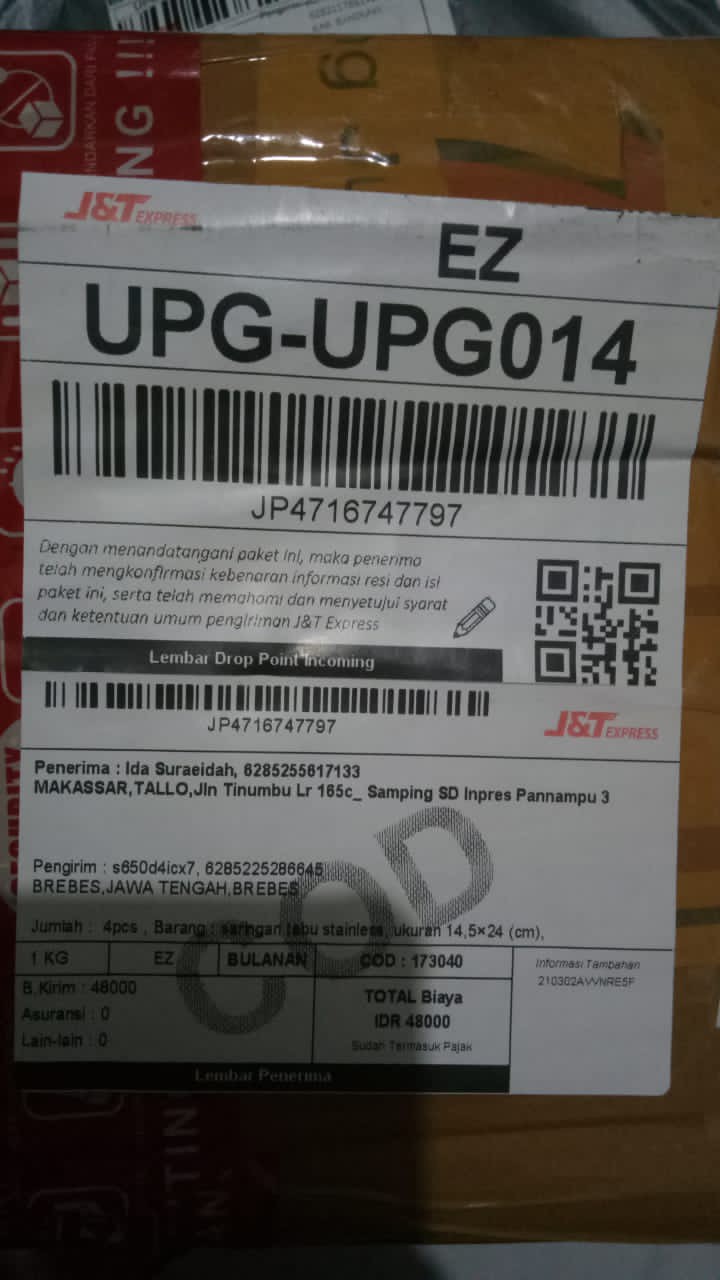 NDARKAN DARI PA
NG !!!
J&T EXPRESS
EZ
UPG-UPG014
JP4716747797
Dengan menandatangani paket ini, maka penerima
telah mengkonfirmasi kebenaran informasi resi dan isi
paket ini, serta telah memahami dan menyetujui syarat
dan ketentuan umum pengiriman J&T Express
Lembar Drop Point Incoming
JP4716747797
J&T EXPRESS
Penerima : Ida Suraeidah, 6285255617133
MAKASSAR,TALLO,Jln Tinumbu Lr 165c_ Samping SD Inpres Pannampu 3
Pengirim : s650d4icx7, 6285225286645
BREBES,JAWA TENGAH,BREBES
COD
Jumlah : 4pcs , Barang : saringan tabu stainless, ukuran 14,5×24 (cm),
1 KG EZ BULANAN COD : 173040
B.Kirim : 48000
Asuransi : 0
Lain-lain : 0
TOTAL Biaya
IDR 48000
Sudah Termasuk Pajak
Informasi Tambahan
210302AVVNRE5F
Lembar Penerima